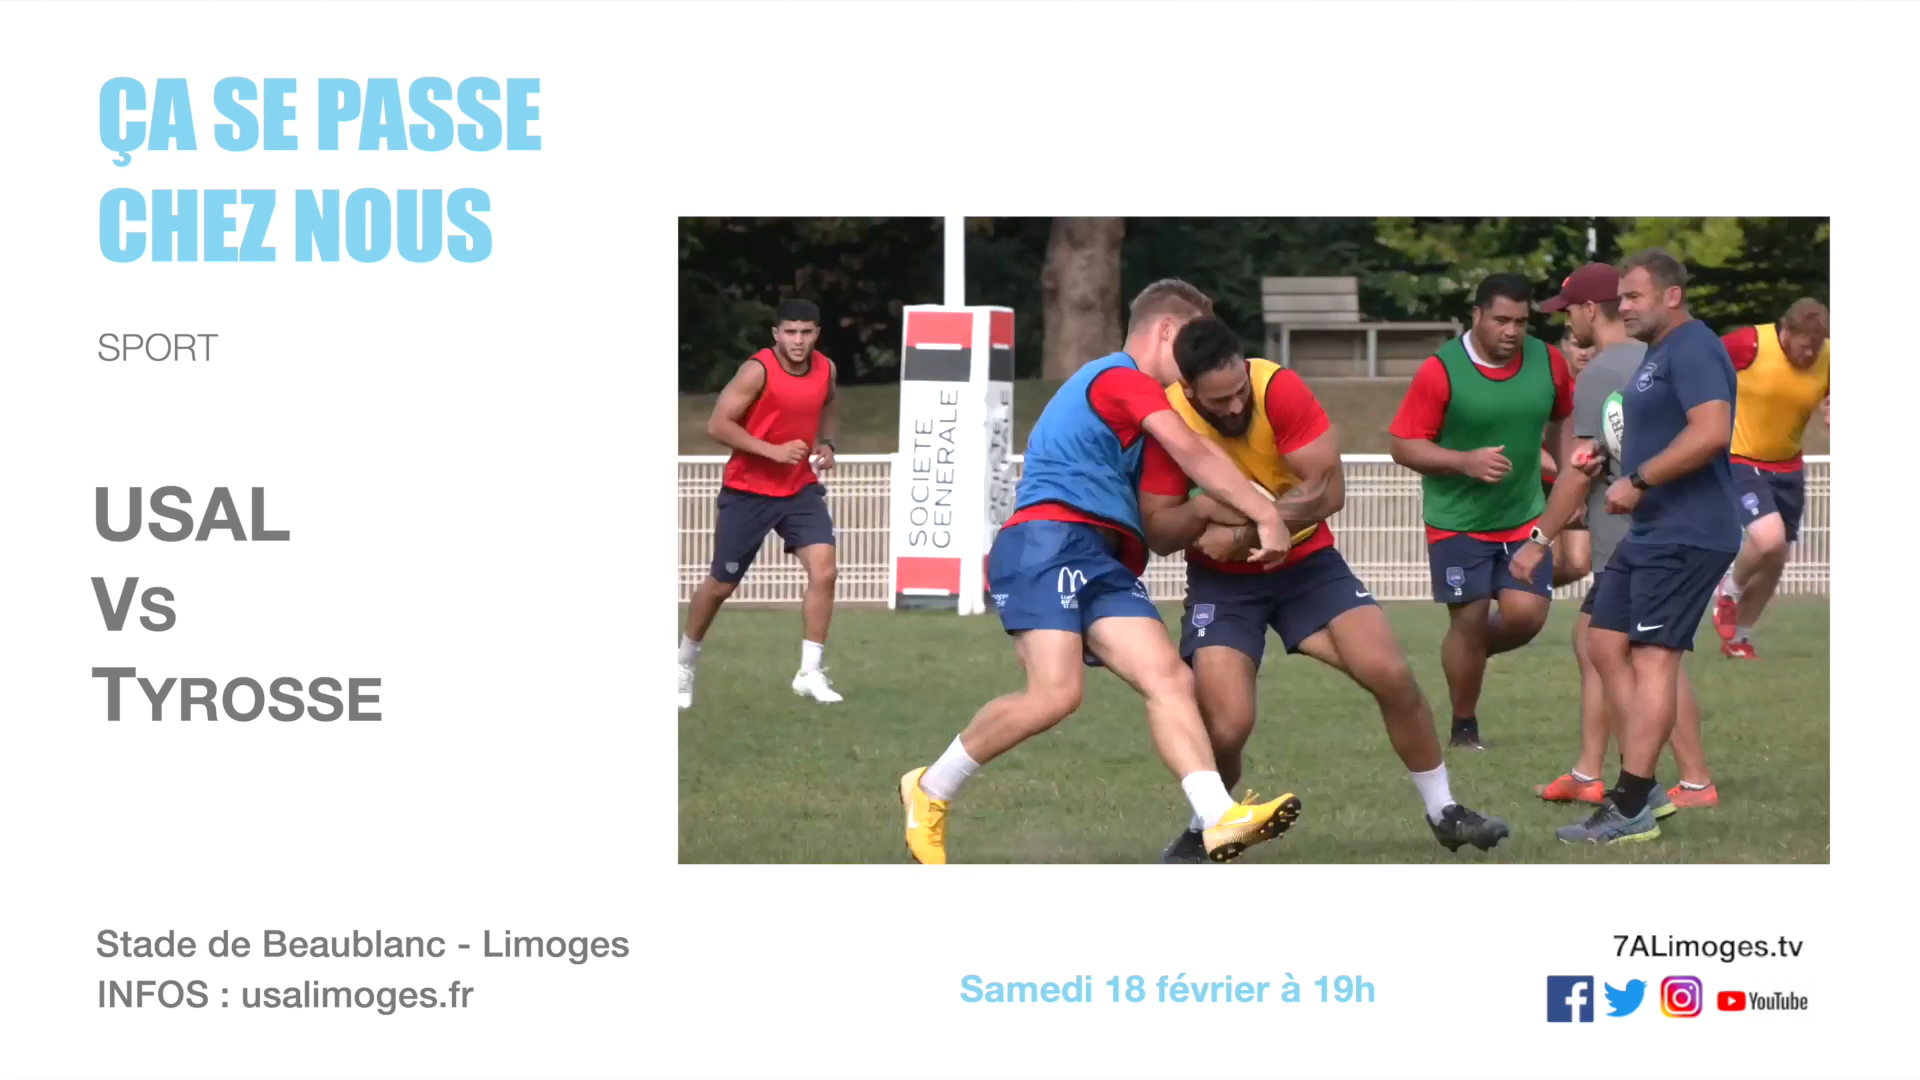 ÇA SE PASSE
CHEZ NOUS
SPORT
USAL
VS
TYROSSE
SOCIETE
GENERALE
16
Stade de Beaublanc - Limoges
INFOS : usalimoges.fr
Samedi 18 février à 19h
7ALimoges.tv
YouTube